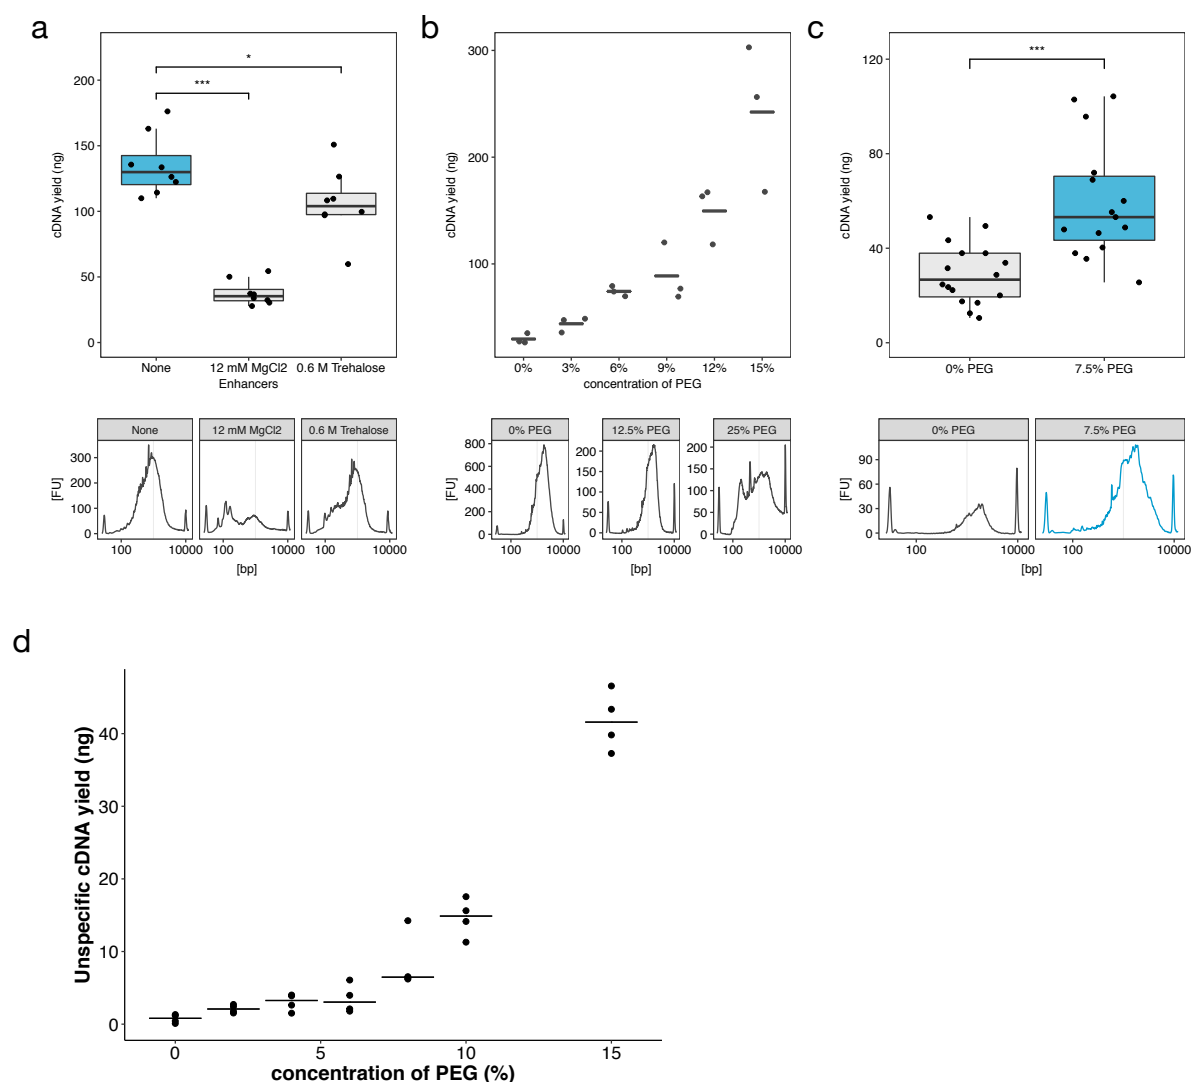 a
cDNA yield (ng)
200
150
100
50
0
*
***
None
12 mM MgCl2
0.6 M Trehalose
Enhancers
None
12 mM MgCl2
0.6 M Trehalose
[FU]
300
200
100
0
100
10000
100
10000
100
10000
[bp]
b
cDNA yield (ng)
300
200
100
0%
3%
6%
9%
12%
15%
concentration of PEG
0% PEG
12.5% PEG
25% PEG
[FU]
800
600
400
200
0
200
150
100
50
0
200
150
100
50
0
100
10000
100
10000
100
10000
[bp]
c
cDNA yield (ng)
120
80
40
0
***
0% PEG
7.5% PEG
0% PEG
7.5% PEG
[FU]
90
60
30
0
100
10000
100
10000
[bp]
d
Unspecific cDNA yield (ng)
40
30
20
10
0
0
5
10
15
concentration of PEG (%)